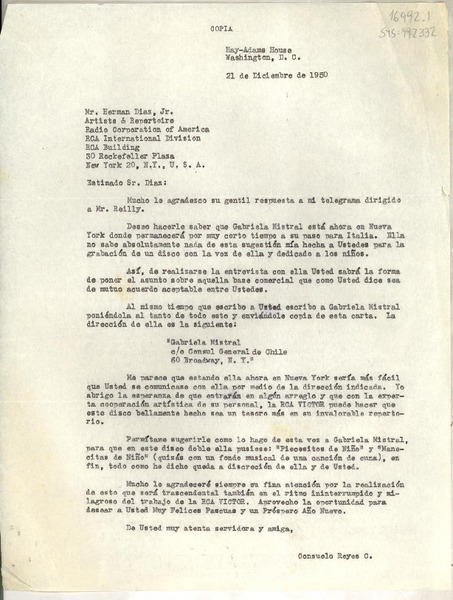 COPIA
16992.1
SYS-992332
Hay-Adams House
Washington, D. C.
21 de Diciembre de 1950
Mr. Herman Diaz, Jr.
Artists & Repertoire
Radio Corporation of America
RCA International Division
RCA Building
30 Rockefeller Plaza
New York 20, N.Y., U. S. A.
Estimado Sr. Diaz:
Mucho le agradezco su gentil respuesta a mi telegrama dirigido
a Mr. Reilly.
Deseo hacerle saber que Gabriela Mistral está ahora en Nueva
York donde permanecerá por muy corto tiempo a su paso para Italia. Ella
no sabe absolutamente nada de esta sugestión mía hecha a Ustedes para la
grabación de un disco con la voz de ella y dedicado a los niños.
Así, de realizarse la entrevista con ella Usted sabrá la forma
de poner el asunto sobre aquella base comercial que como Usted dice sea
de mutuo acuerdo aceptable entre Ustedes.
Al mismo tiempo que escribo a Usted escribo a Gabriela Mistral
poniéndola al tanto de todo esto y enviándole copia de esta carta. La
dirección de ella es la siguiente:
"Gabriela Mistral
c/o Consul General de Chile
60 Broadway, N. Y."
Me parece que estando ella ahora en Nueva York sería más fácil
que Usted se comunicase con ella por medio de la dirección indicada. Yo
abrigo la esperanza de que entrarán en algún arreglo y que con la exper-
ta cooperación artística de su personal, la RCA VICTOR puede hacer que
este disco bellamente hecho sea un tesoro más en su invalorable reperto-
rio.
Permítame sugerirle como lo hago de esta vez a Gabriela Mistral,
para que en este disco doble ella pusiese: "Piecesitos de Niño" y "Mane-
citas de Niño" (quizás con un fondo musical de una canción de cuna), en
fin, todo como he dicho queda a discreción de ella y de Usted.
Mucho le agradeceré siempre su fina atención por la realización
de esto que será trascendental también en el ritmo ininterrumpido y mi-
lagroso del trabajo de la RCA VICTOR. Aprovecho la oportunidad para
desear a Usted Muy Felices Pascuas y un Próspero Año Nuevo.
De Usted muy atenta servidora y amiga,
Consuelo Reyes C.